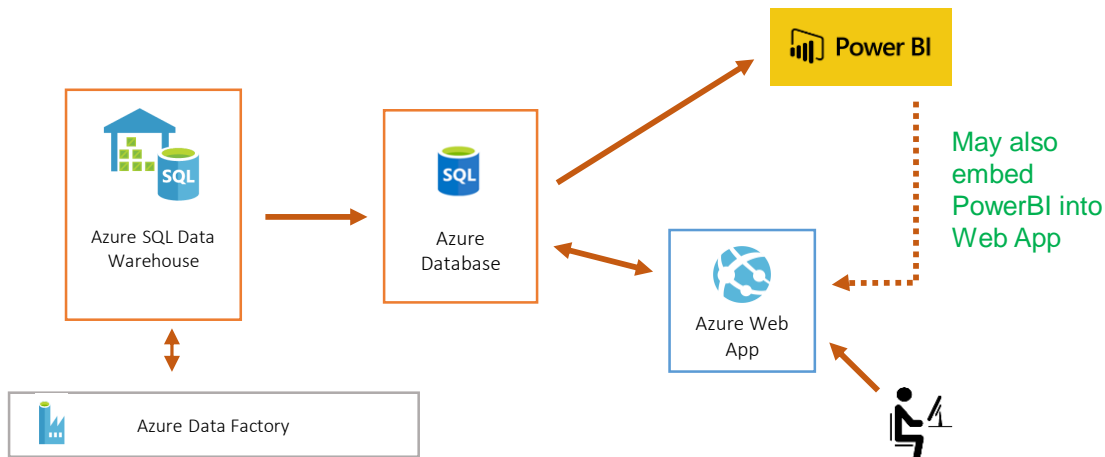 Power BI
May also
embed
PowerBI into
Web App
SQL
Azure SQL Data
Warehouse
SQL
Azure
Database
Azure Web
App
Azure Data Factory